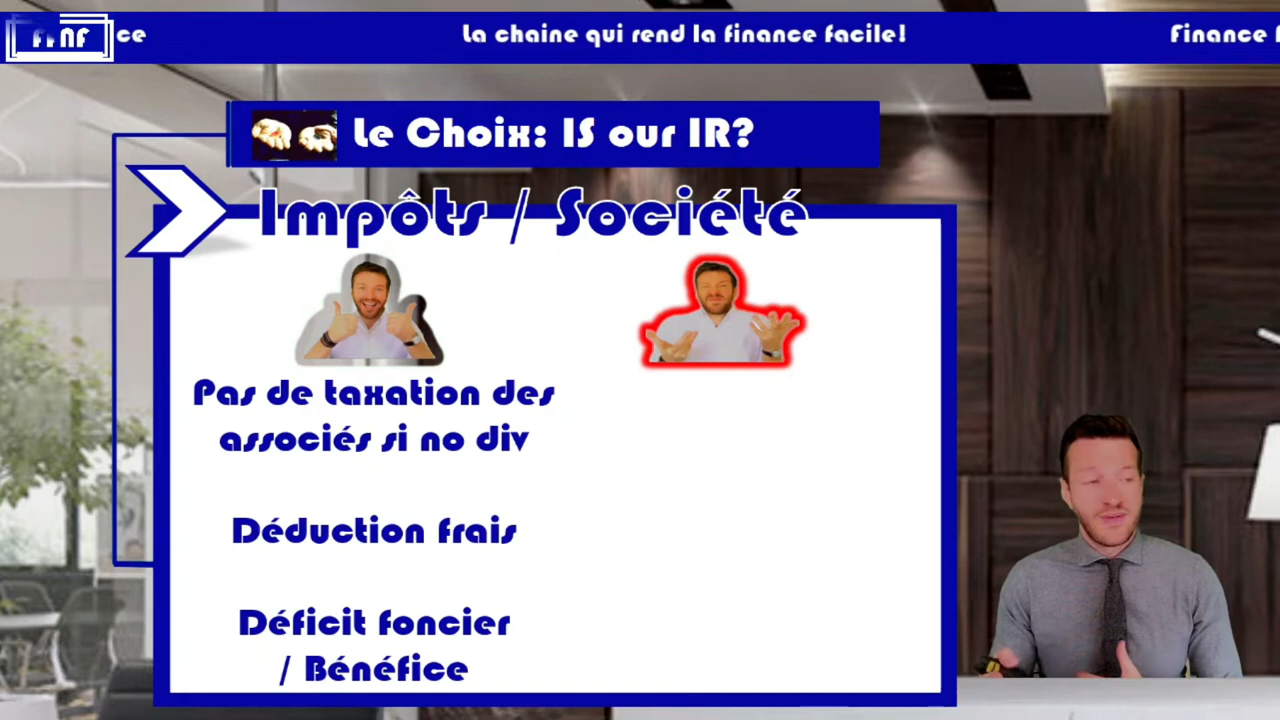 ce
La chaine qui rend la finance facile!
Finance
Le Choix: IS our IR?
Impôts / Société
Pas de taxation des
associés si no div
Déduction frais
Déficit foncier
/ Bénéfice